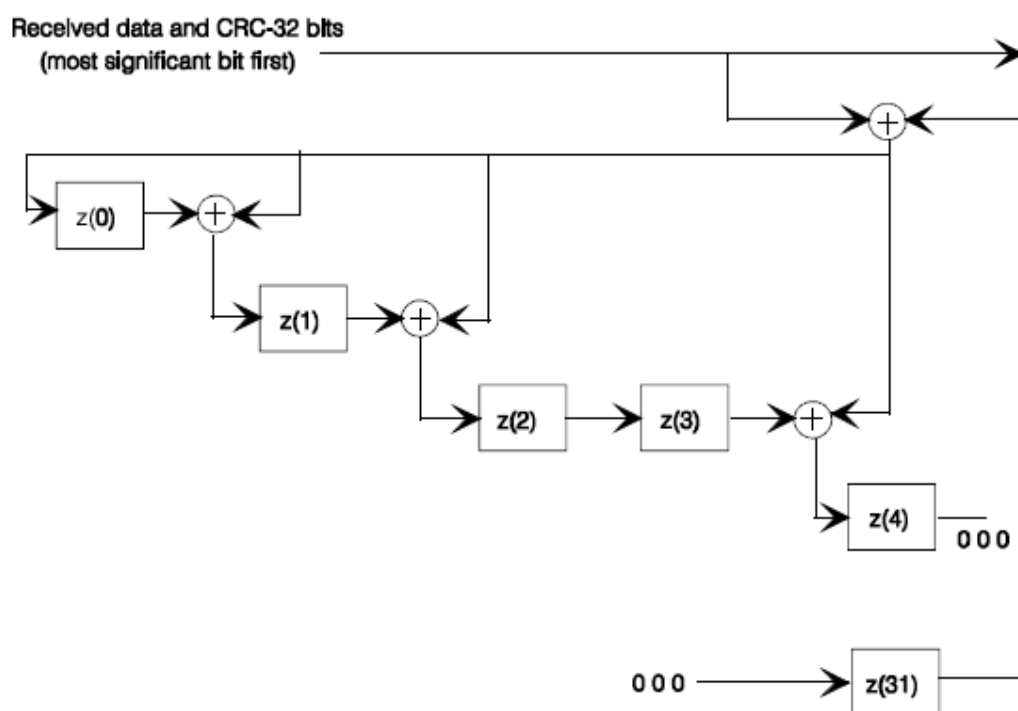 Received data and CRC-32 bits
(most significant bit first)
z(0)
z(1)
z(2)
z(3)
z(4)
0 0 0
0 0 0
z(31)